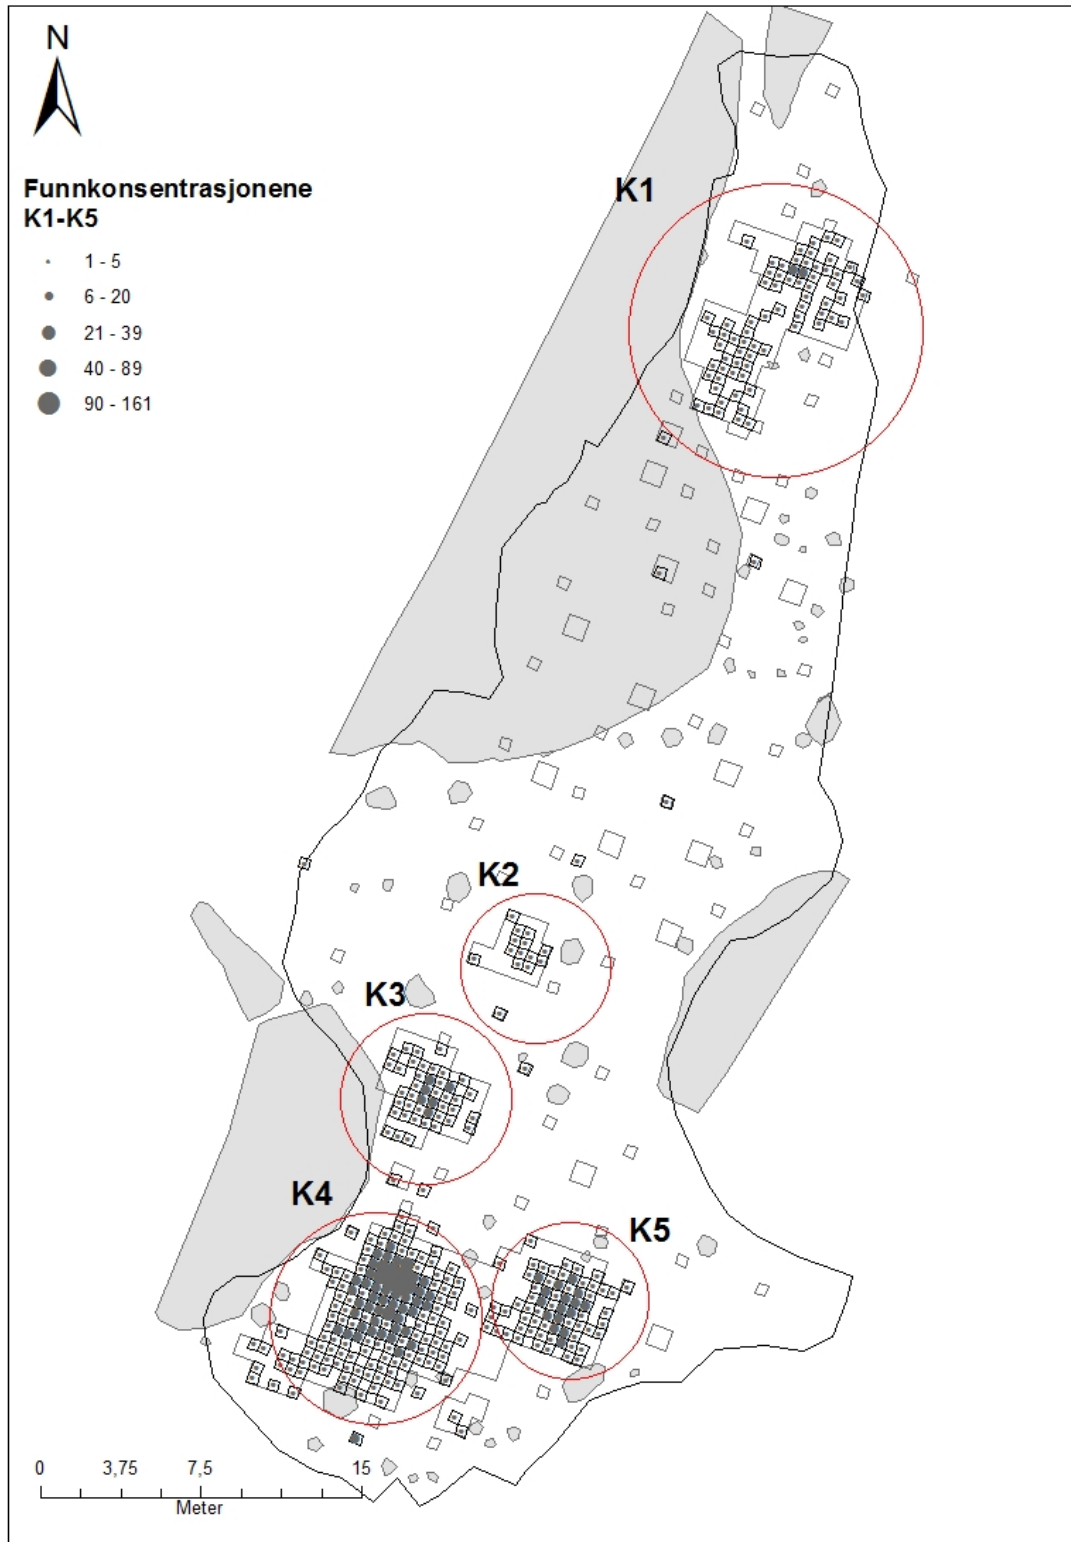 N
Funnkonsentrasjonene
K1-K5
1 - 5
6 - 20
21 - 39
40 - 89
90 - 161
K1
K2
K3
K4
K5
0 3,75 7,5 15
Meter